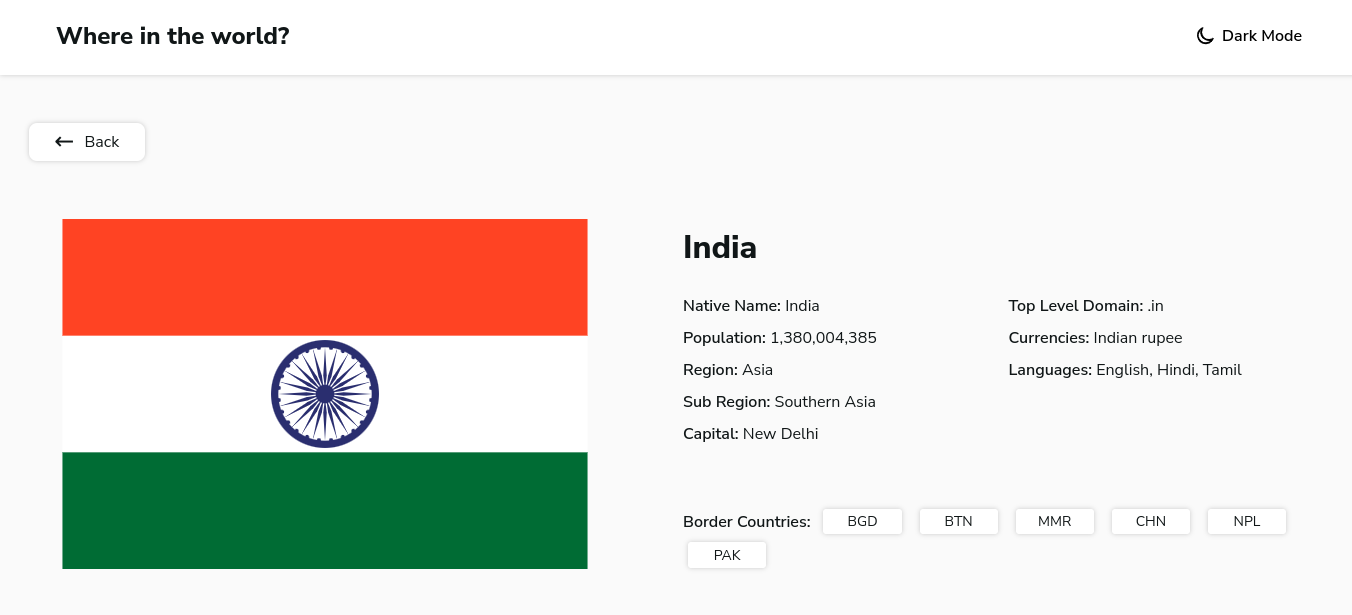 Where in the world?
Dark Mode
Back
India
Native Name: India
Population: 1,380,004,385
Region: Asia
Sub Region: Southern Asia
Capital: New Delhi
Top Level Domain: .in
Currencies: Indian rupee
Languages: English, Hindi, Tamil
Border Countries: BGD BTN MMR CHN NPL
PAK